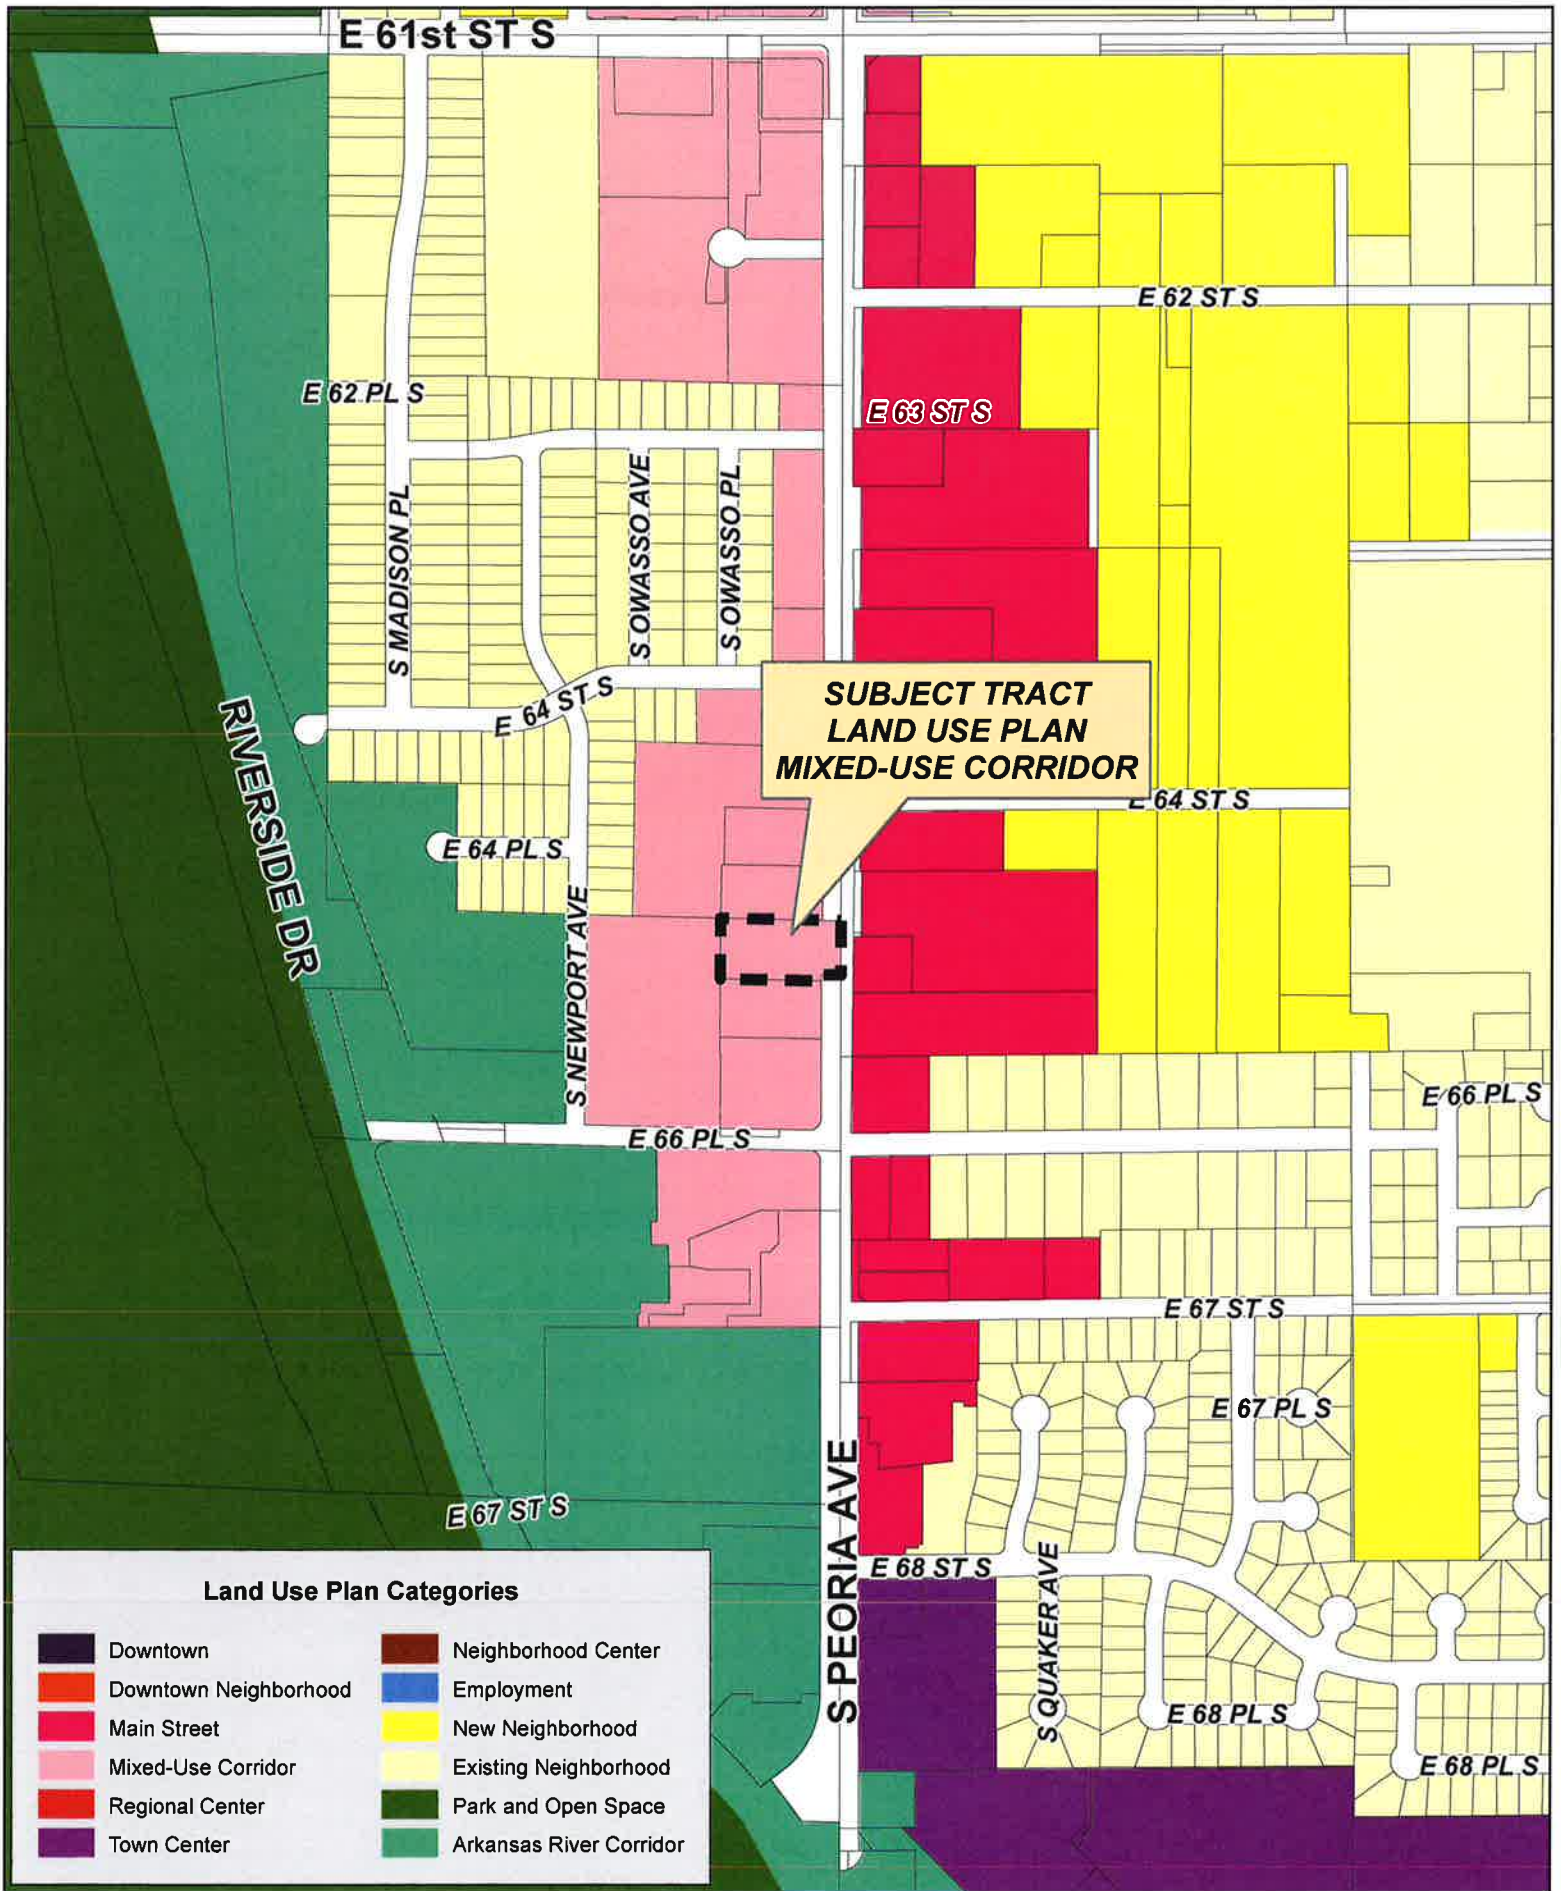 E 61st ST S
E 62 ST S
E 62 PL S
E 63 ST S
S MADISON PL
S OWASSO AVE
S OWASSO PL
E 64 ST S
SUBJECT TRACT
LAND USE PLAN
MIXED-USE CORRIDOR
E 64 ST S
RIVERSIDE DR
E 64 PL S
S NEWPORT AVE
E 66 PL S
E 66 PL S
E 67 ST S
E 67 PL S
E 67 ST S
S PEORIA AVE
E 68 ST S
S QUAKER AVE
E 68 PL S
E 68 PL S
Land Use Plan Categories
Downtown
Downtown Neighborhood
Main Street
Mixed-Use Corridor
Regional Center
Town Center
Neighborhood Center
Employment
New Neighborhood
Existing Neighborhood
Park and Open Space
Arkansas River Corridor